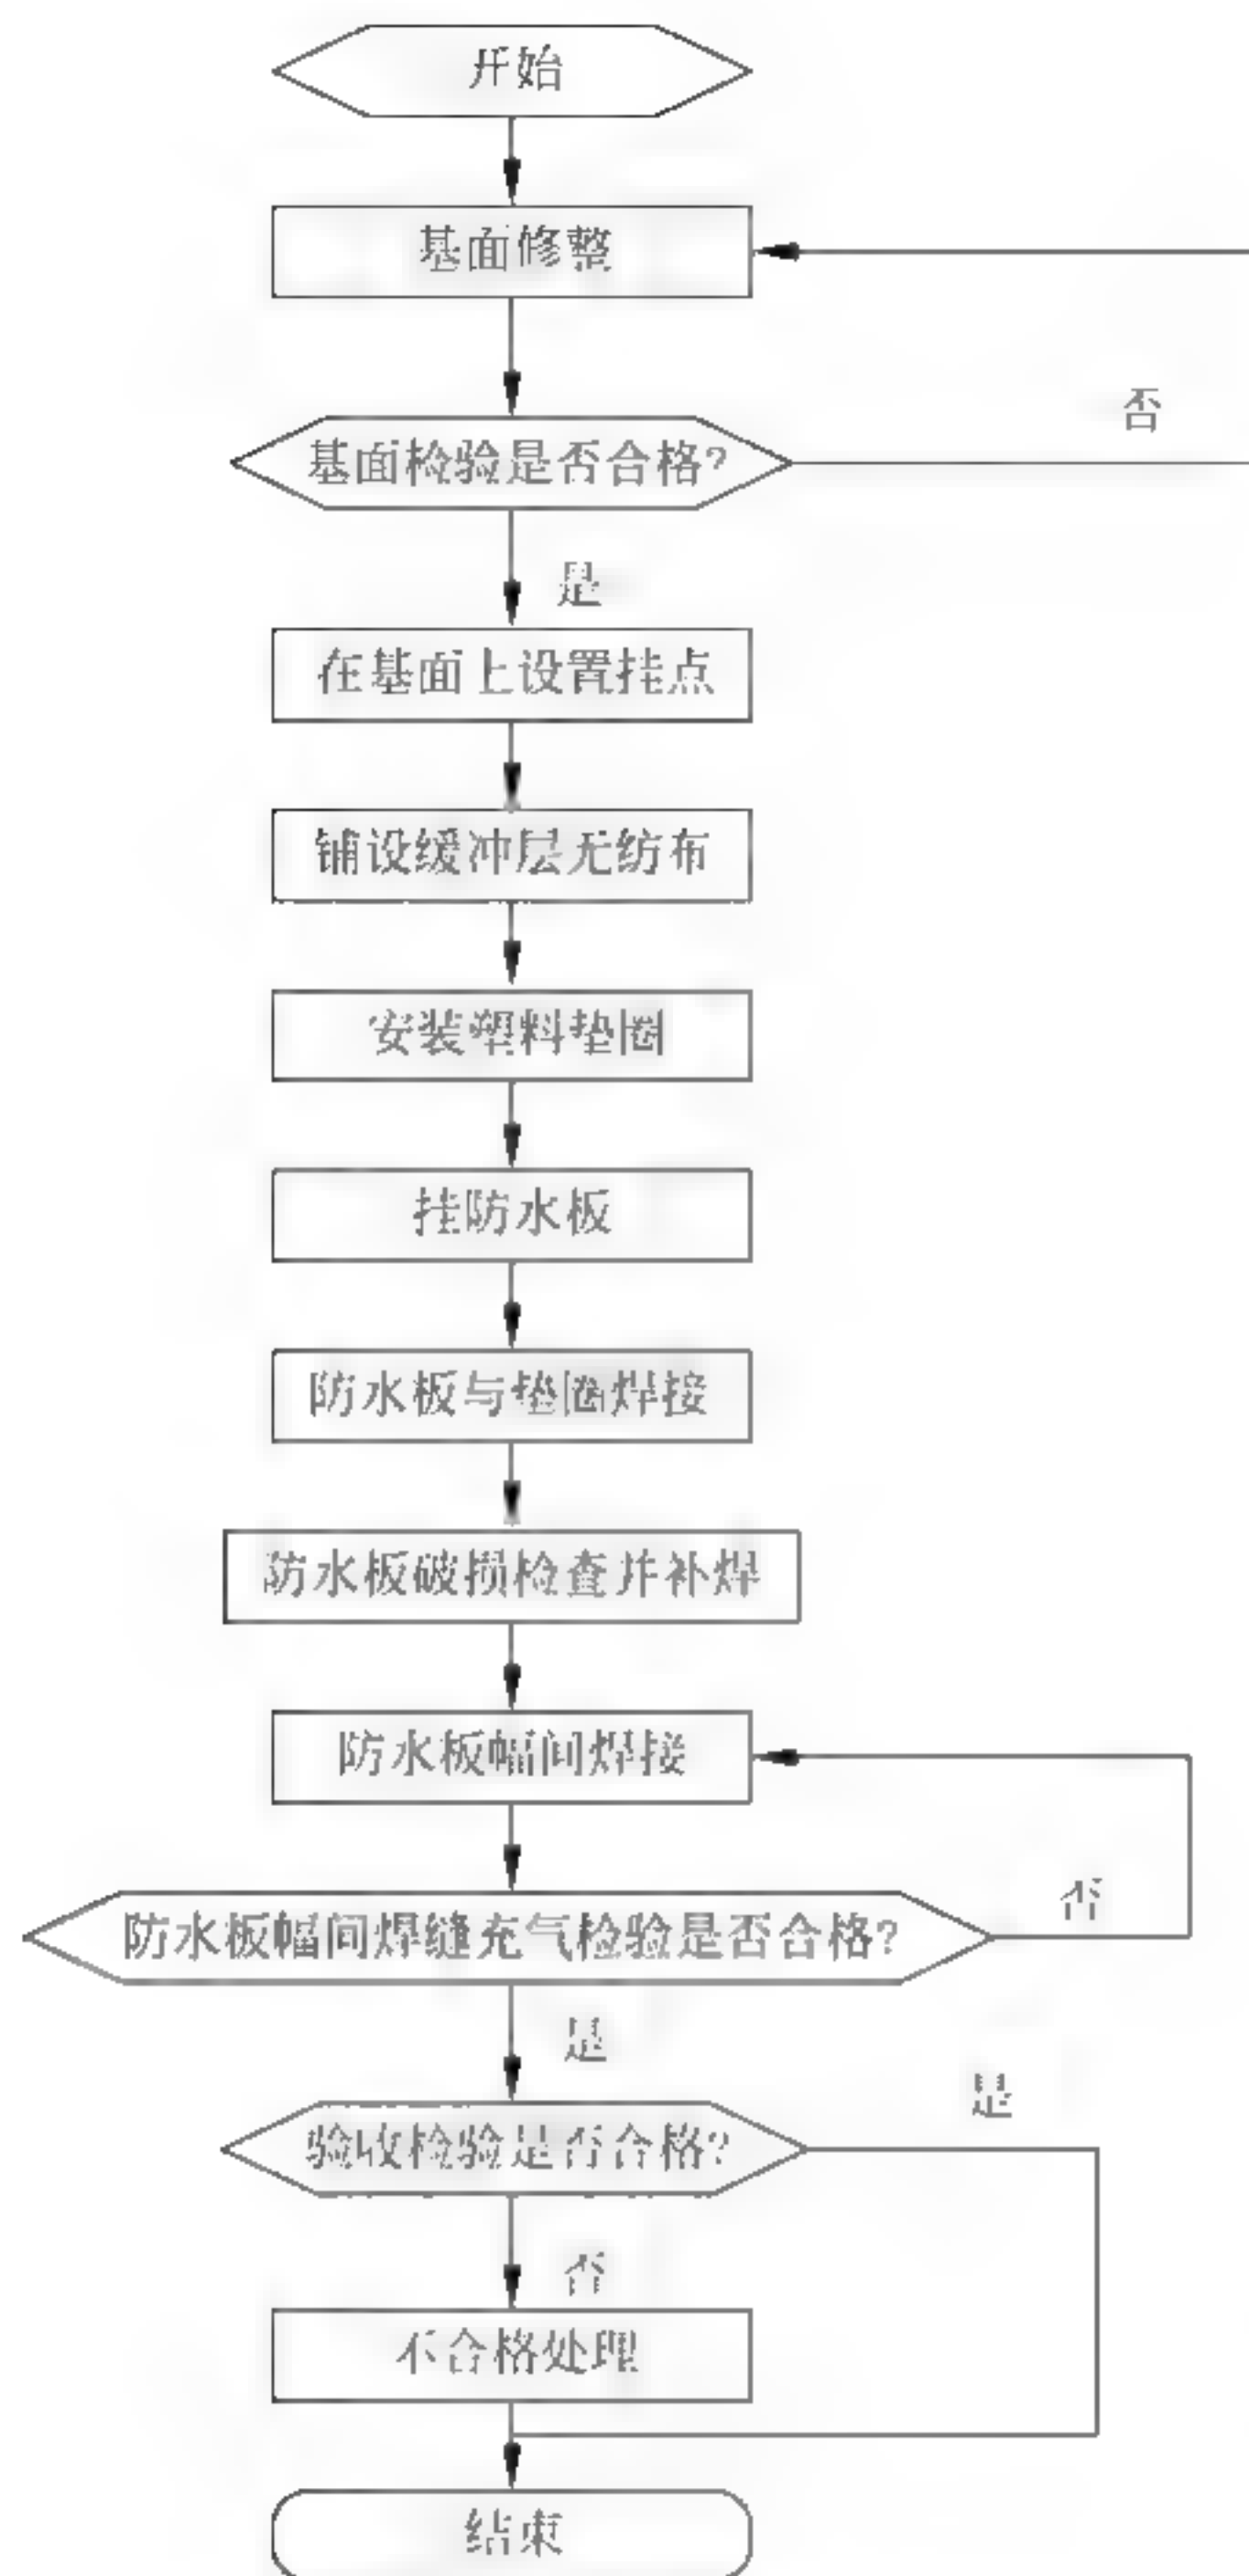 开始
基面修整
否
基面检验是否合格?
是
在基面上设置挂点
铺设缓冲层无纺布
安装塑料垫圈
挂防水板
防水板与垫圈焊接
防水板破损检查并补焊
防水板幅间焊接
否
防水板幅间焊缝充气检验是否合格?
是
是
验收检验是否合格?
否
不合格处理
结束